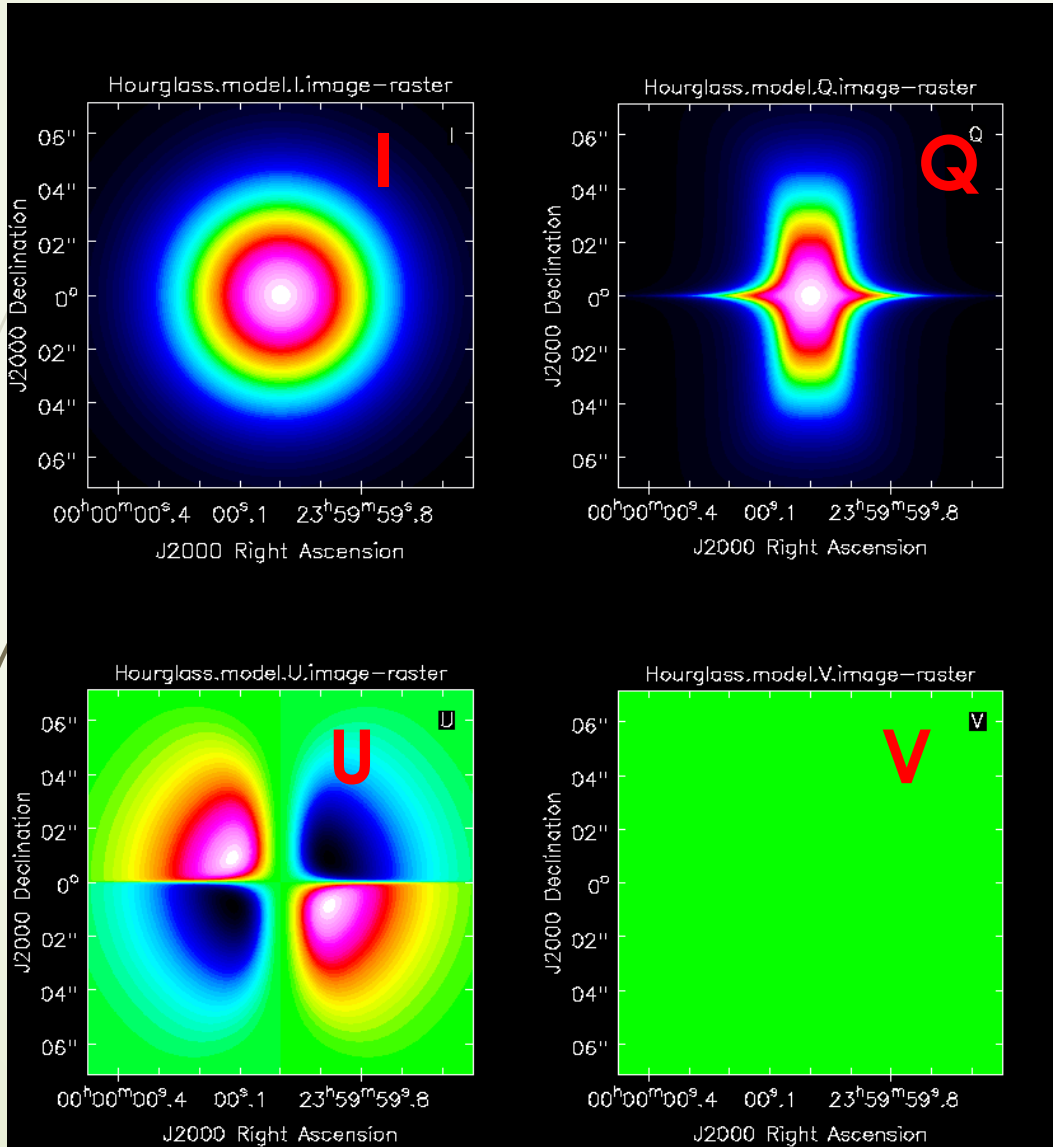 Hourglass.model.I.image-raster
I
I
06"
04"
02"
0°
02"
04"
06"
J2000 Declination
00ʰ00ᵐ00ˢ.4 00ˢ.1 23ʰ59ᵐ59ˢ.8
J2000 Right Ascension
Hourglass.model.Q.image-raster
Q
Q
06"
04"
02"
0°
02"
04"
06"
J2000 Declination
00ʰ00ᵐ00ˢ.4 00ˢ.1 23ʰ59ᵐ59ˢ.8
J2000 Right Ascension
Hourglass.model.U.image-raster
U
U
06"
04"
02"
0°
02"
04"
06"
J2000 Declination
00ʰ00ᵐ00ˢ.4 00ˢ.1 23ʰ59ᵐ59ˢ.8
J2000 Right Ascension
Hourglass.model.V.image-raster
V
V
06"
04"
02"
0°
02"
04"
06"
J2000 Declination
00ʰ00ᵐ00ˢ.4 00ˢ.1 23ʰ59ᵐ59ˢ.8
J2000 Right Ascension